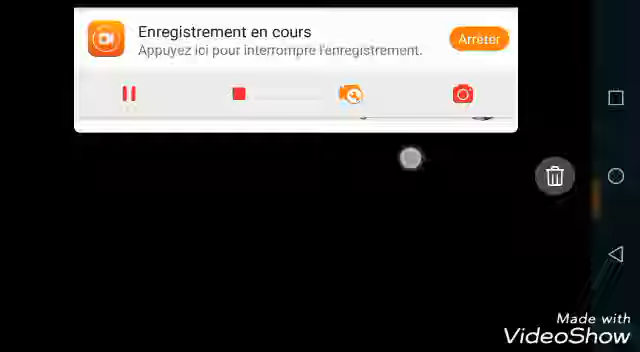 Enregistrement en cours
Appuyez ici pour interrompre l'enregistrement.
Arrêter
Made with
VideoShow